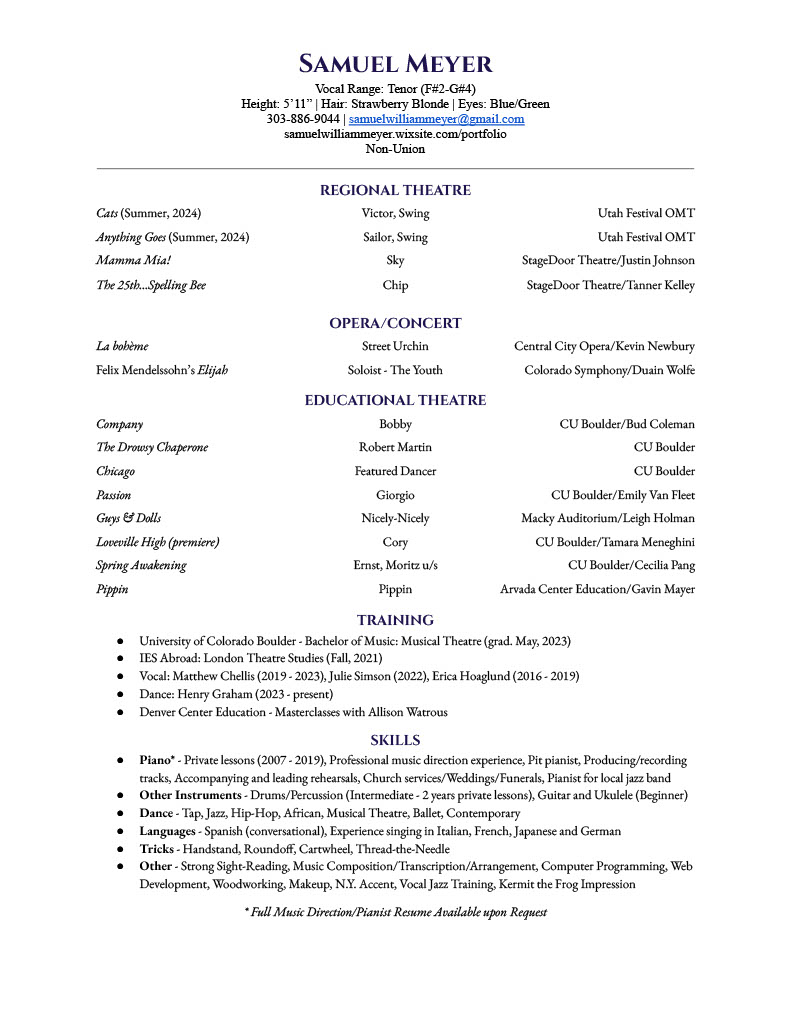 SAMUEL MEYER
Vocal Range: Tenor (F#2-G#4)
Height: 5’11” | Hair: Strawberry Blonde | Eyes: Blue/Green
303-886-9044 | samuelwilliammeyer@gmail.com
samuelwilliammeyer.wixsite.com/portfolio
Non-Union
REGIONAL THEATRE
Cats (Summer, 2024) Victor, Swing Utah Festival OMT
Anything Goes (Summer, 2024) Sailor, Swing Utah Festival OMT
Mamma Mia! Sky StageDoor Theatre/Justin Johnson
The 25th...Spelling Bee Chip StageDoor Theatre/Tanner Kelley
OPERA/CONCERT
La bohème Street Urchin Central City Opera/Kevin Newbury
Felix Mendelssohn’s Elijah Soloist - The Youth Colorado Symphony/Duain Wolfe
EDUCATIONAL THEATRE
Company Bobby CU Boulder/Bud Coleman
The Drowsy Chaperone Robert Martin CU Boulder
Chicago Featured Dancer CU Boulder
Passion Giorgio CU Boulder/Emily Van Fleet
Guys & Dolls Nicely-Nicely Macky Auditorium/Leigh Holman
Loveville High (premiere) Cory CU Boulder/Tamara Meneghini
Spring Awakening Ernst, Moritz u/s CU Boulder/Cecilia Pang
Pippin Pippin Arvada Center Education/Gavin Mayer
TRAINING
● University of Colorado Boulder - Bachelor of Music: Musical Theatre (grad. May, 2023)
● IES Abroad: London Theatre Studies (Fall, 2021)
● Vocal: Matthew Chellis (2019 - 2023), Julie Simson (2022), Erica Hoaglund (2016 - 2019)
● Dance: Henry Graham (2023 - present)
● Denver Center Education - Masterclasses with Allison Watrous
SKILLS
● Piano* - Private lessons (2007 - 2019), Professional music direction experience, Pit pianist, Producing/recording
tracks, Accompanying and leading rehearsals, Church services/Weddings/Funerals, Pianist for local jazz band
● Other Instruments - Drums/Percussion (Intermediate - 2 years private lessons), Guitar and Ukulele (Beginner)
● Dance - Tap, Jazz, Hip-Hop, African, Musical Theatre, Ballet, Contemporary
● Languages - Spanish (conversational), Experience singing in Italian, French, Japanese and German
● Tricks - Handstand, Roundoff, Cartwheel, Thread-the-Needle
● Other - Strong Sight-Reading, Music Composition/Transcription/Arrangement, Computer Programming, Web
Development, Woodworking, Makeup, N.Y. Accent, Vocal Jazz Training, Kermit the Frog Impression
* Full Music Direction/Pianist Resume Available upon Request